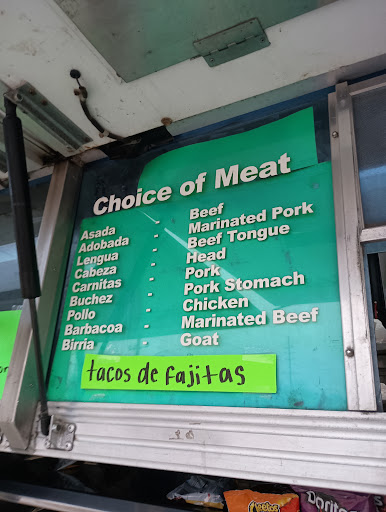 Choice of Meat
Asada - Beef
Adobada - Marinated Pork
Lengua - Beef Tongue
Cabeza - Head
Carnitas - Pork
Buchez - Pork Stomach
Pollo - Chicken
Barbacoa - Marinated Beef
Birria - Goat
tacos de fajitas
Doritos